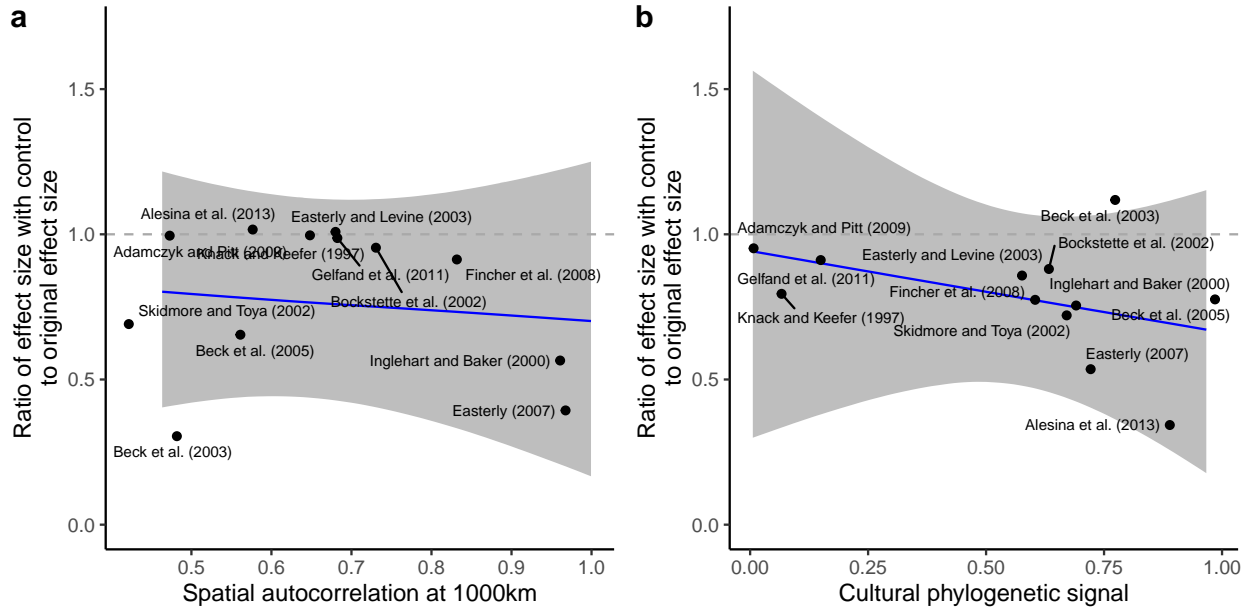 a
Ratio of effect size with control
to original effect size
1.5
1.0
0.5
0.0
Alesina et al. (2013)
Easterly and Levine (2003)
Adamczyk and Pitt (2009)
Knack and Keefer (1997)
Gelfand et al. (2011)
Fincher et al. (2008)
Bockstette et al. (2002)
Skidmore and Toya (2002)
Beck et al. (2005)
Inglehart and Baker (2000)
Easterly (2007)
Beck et al. (2003)
0.5
0.6
0.7
0.8
0.9
1.0
Spatial autocorrelation at 1000km
b
Ratio of effect size with control
to original effect size
1.5
1.0
0.5
0.0
Beck et al. (2003)
Adamczyk and Pitt (2009)
Bockstette et al. (2002)
Easterly and Levine (2003)
Gelfand et al. (2011)
Inglehart and Baker (2000)
Fincher et al. (2008)
Knack and Keefer (1997)
Beck et al. (2005)
Skidmore and Toya (2002)
Easterly (2007)
Alesina et al. (2013)
0.00
0.25
0.50
0.75
1.00
Cultural phylogenetic signal